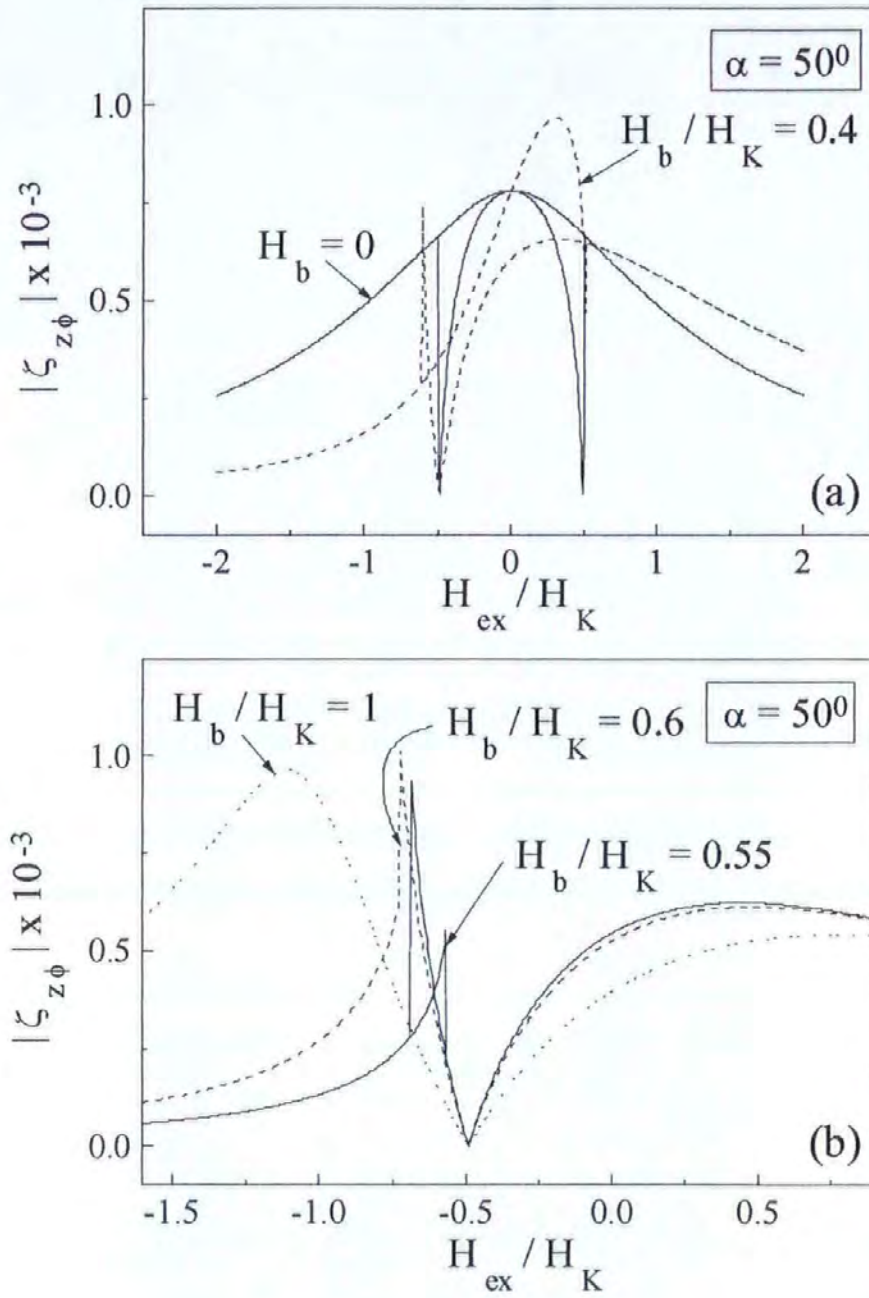 α = 50⁰
H_b / H_K = 0.4
H_b = 0
|ζ_zϕ| x 10⁻³
1.0
0.5
0.0
(a)
-2
-1
0
1
2
H_ex / H_K
H_b / H_K = 1
H_b / H_K = 0.6
α = 50⁰
H_b / H_K = 0.55
|ζ_zϕ| x 10⁻³
1.0
0.5
0.0
(b)
-1.5
-1.0
-0.5
0.0
0.5
H_ex / H_K